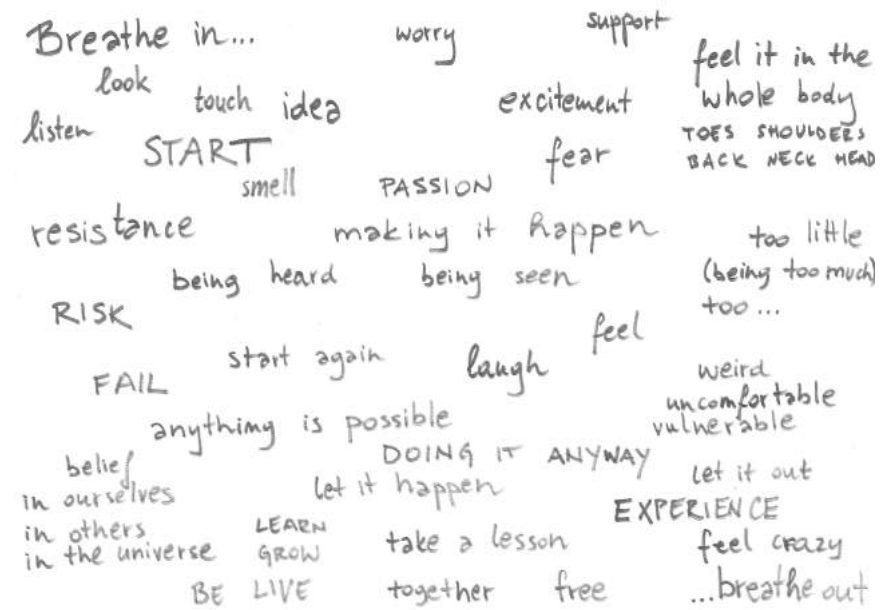 Breathe in... worry support
look feel it in the
touch idea excitement whole body
listen TOES SHOULDERS
START fear BACK NECK HEAD
smell PASSION
resistance making it happen too little
being heard being seen (being too much)
RISK too...
feel
start again laugh weird
FAIL uncomfortable
anything is possible vulnerable
belief DOING IT ANYWAY let it out
in ourselves let it happen EXPERIENCE
in others LEARN take a lesson feel crazy
in the universe GROW
BE LIVE together free ...breathe out